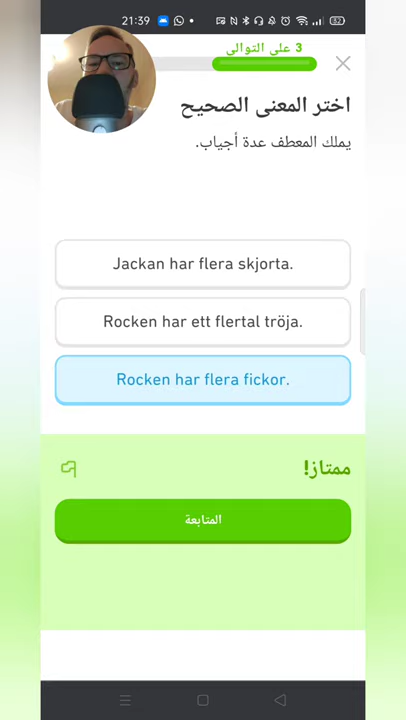 21:39
82
3 على التوالي
اختر المعنى الصحيح
يملك المعطف عدة أجياب.
Jackan har flera skjorta.
Rocken har ett flertal tröja.
Rocken har flera fickor.
ممتاز!
المتابعة